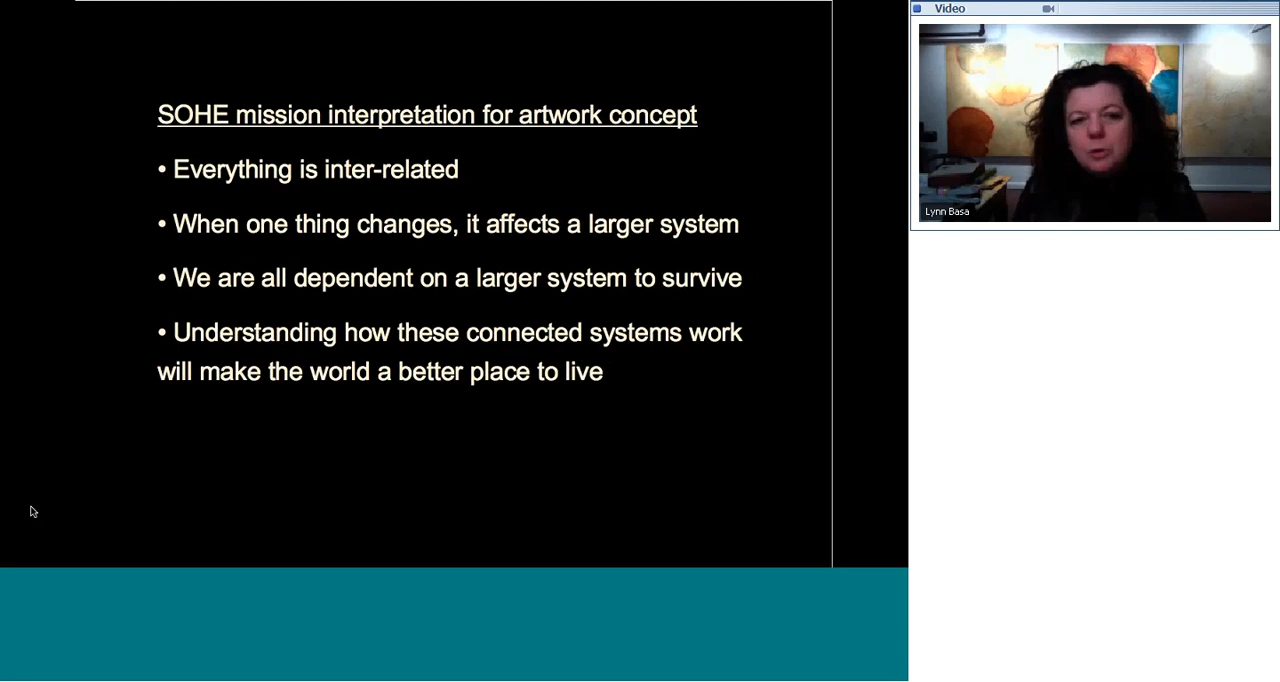 Video
SOHE mission interpretation for artwork concept
• Everything is inter-related
• When one thing changes, it affects a larger system
• We are all dependent on a larger system to survive
• Understanding how these connected systems work
will make the world a better place to live
Lynn Basa